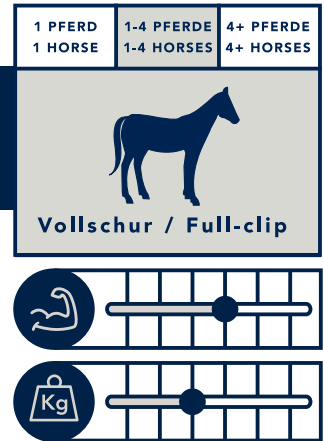 1 PFERD
1 HORSE
1-4 PFERDE
1-4 HORSES
4+ PFERDE
4+ HORSES
Vollschur / Full-clip
Kg